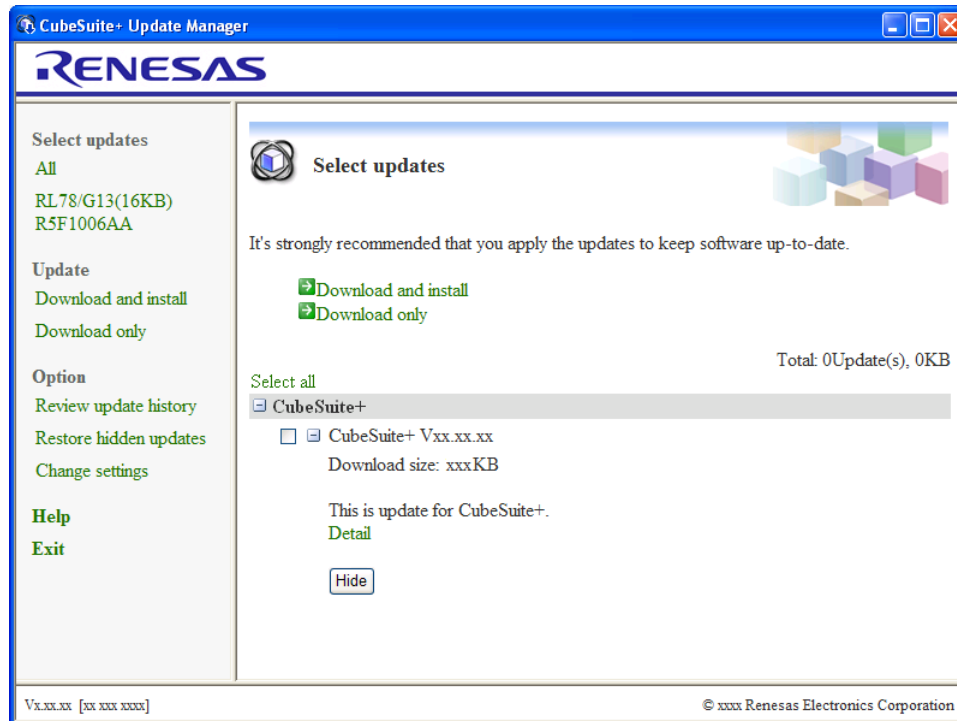 CubeSuite+ Update Manager
RENESAS
Select updates
All
RL78/G13(16KB)
R5F1006AA
Update
Download and install
Download only
Option
Review update history
Restore hidden updates
Change settings
Help
Exit
Select updates
It's strongly recommended that you apply the updates to keep software up-to-date.
Download and install
Download only
Total: 0Update(s), 0KB
Select all
CubeSuite+
CubeSuite+ Vxx.xx.xx
Download size: xxxKB
This is update for CubeSuite+.
Detail
Hide
Vx.xx.xx [xx xxx xxxx]
© xxxx Renesas Electronics Corporation